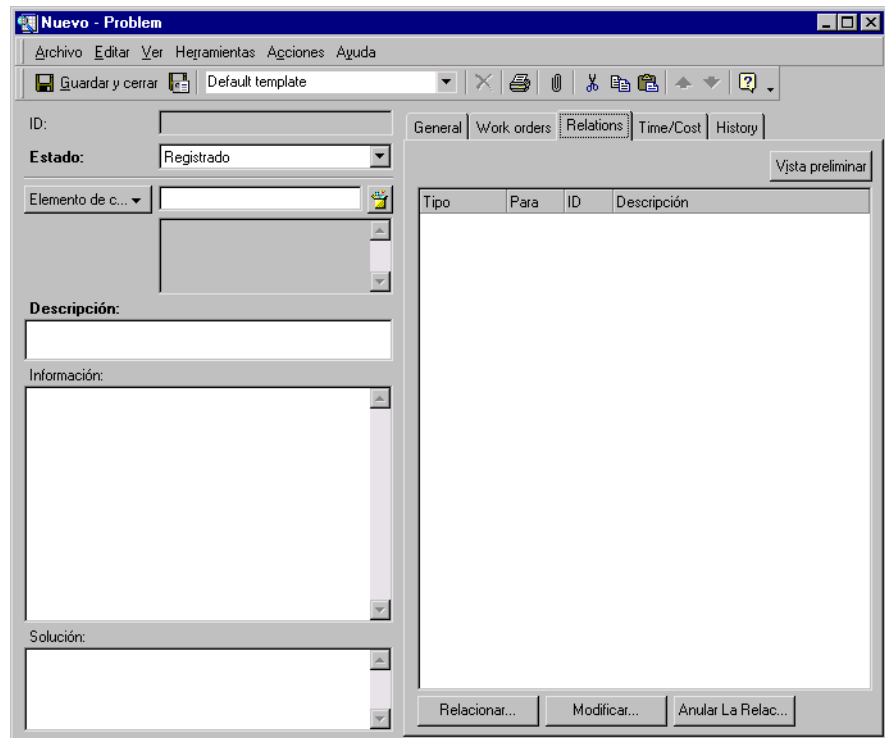 Nuevo - Problem
Archivo Editar Ver Herramientas Acciones Ayuda
Guardar y cerrar Default template
ID:
Estado: Registrado
Elemento de c...
Descripción:
Información:
Solución:
General Work orders Relations Time/Cost History
Vista preliminar
Tipo Para ID Descripción
Relacionar... Modificar... Anular La Relac...